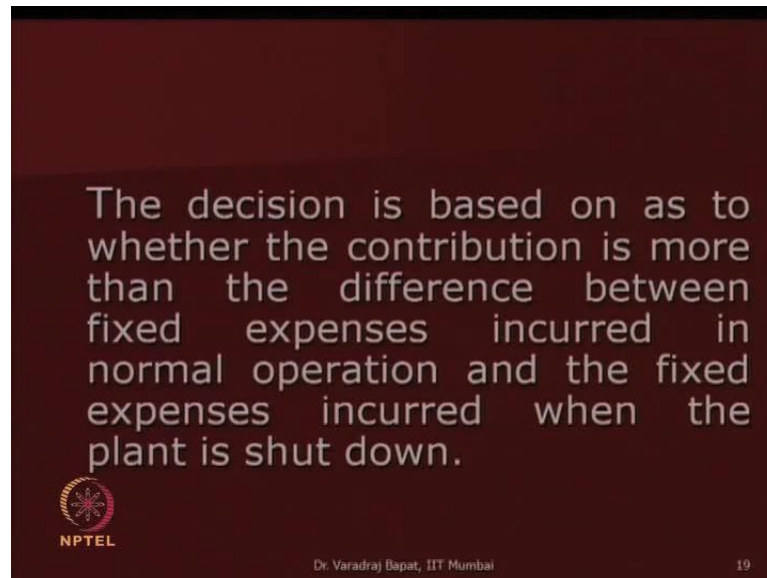 The decision is based on as to
whether the contribution is more
than the difference between
fixed expenses incurred in
normal operation and the fixed
expenses incurred when the
plant is shut down.
NPTEL
Dr. Varadraj Bapat, IIT Mumbai
19